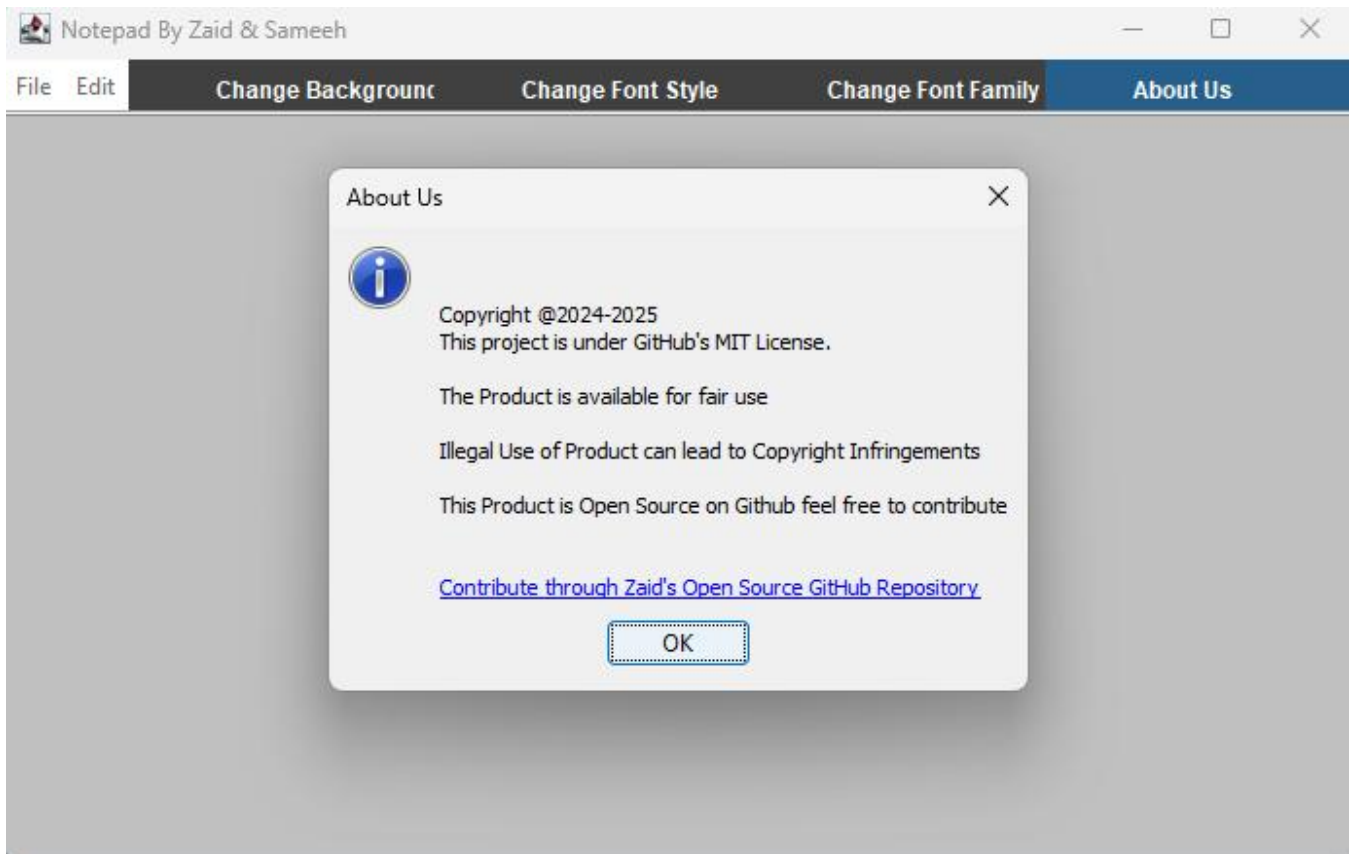 Notepad By Zaid & Sameeh
File Edit Change Backgrounc Change Font Style Change Font Family About Us
About Us
Copyright @2024-2025
This project is under GitHub's MIT License.
The Product is available for fair use
Illegal Use of Product can lead to Copyright Infringements
This Product is Open Source on Github feel free to contribute
Contribute through Zaid's Open Source GitHub Repository
OK